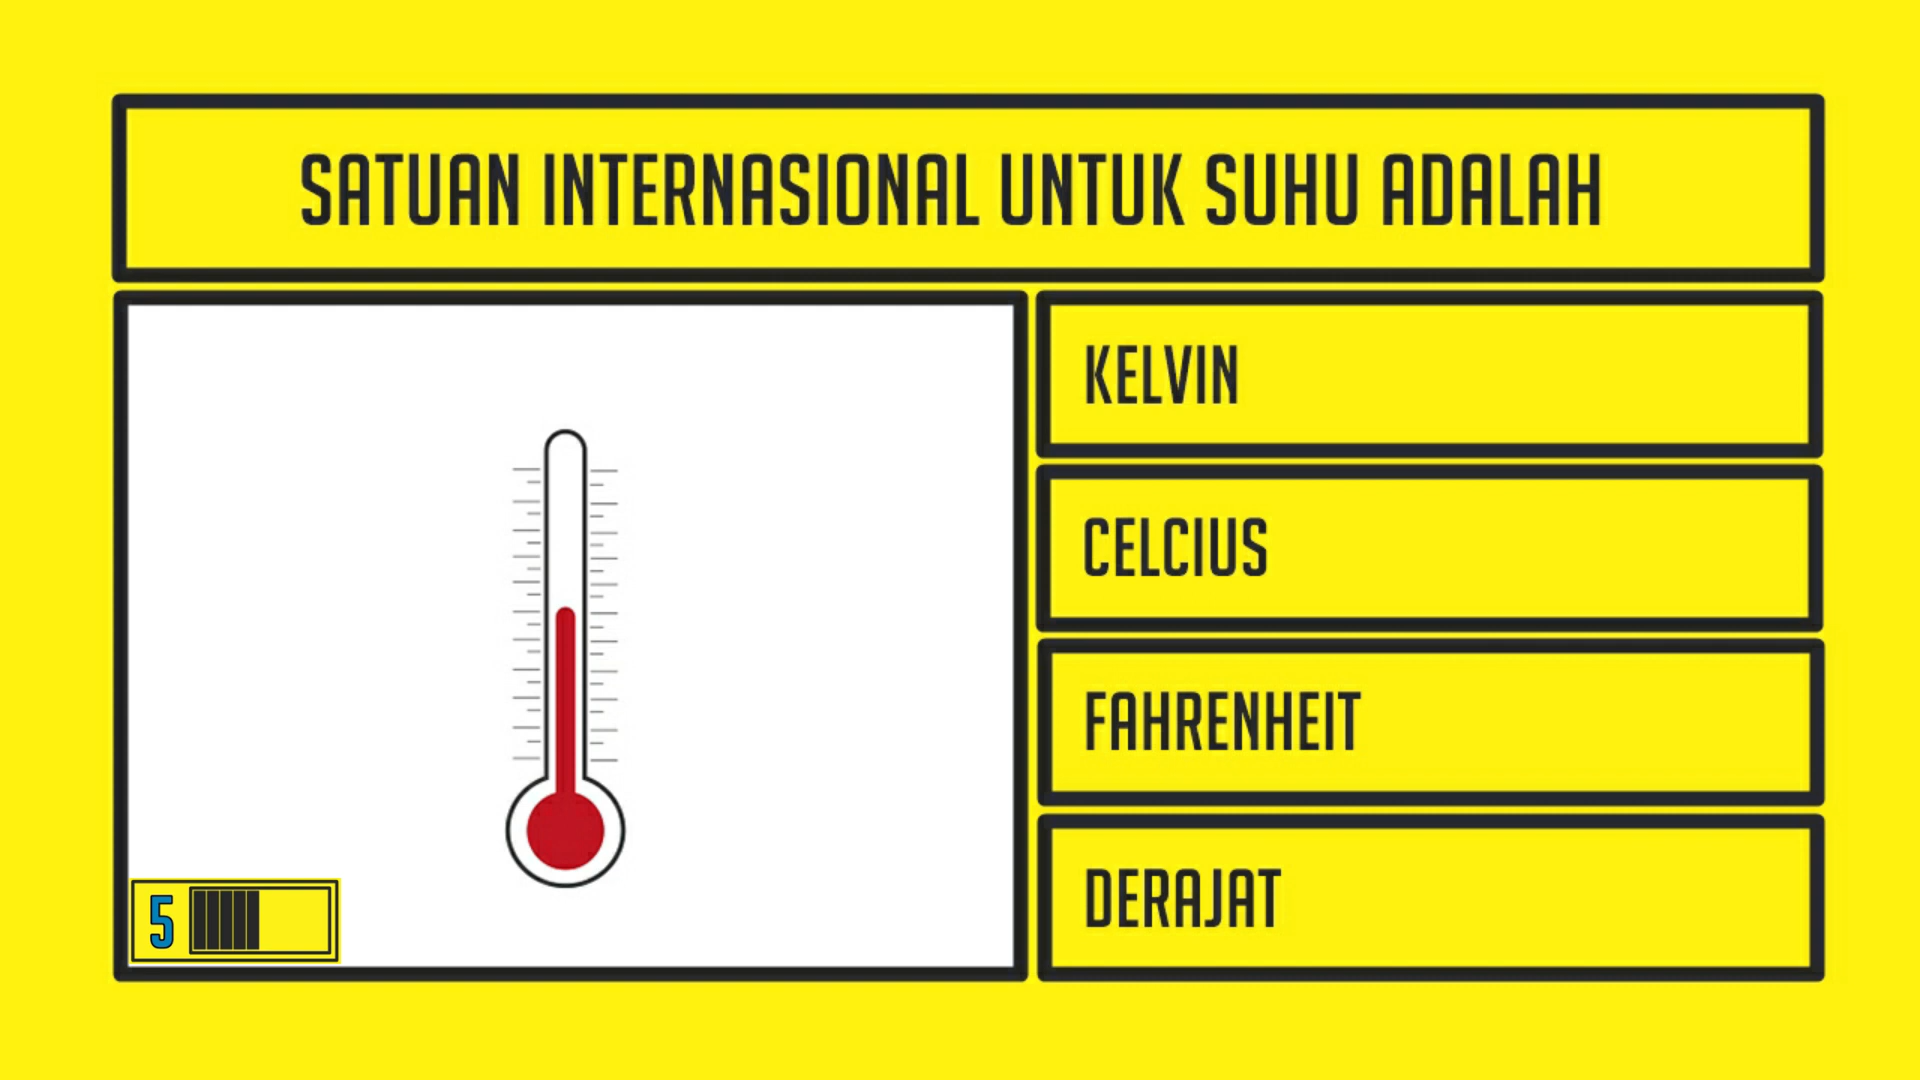 SATUAN INTERNASIONAL UNTUK SUHU ADALAH
KELVIN
CELCIUS
FAHRENHEIT
DERAJAT
5